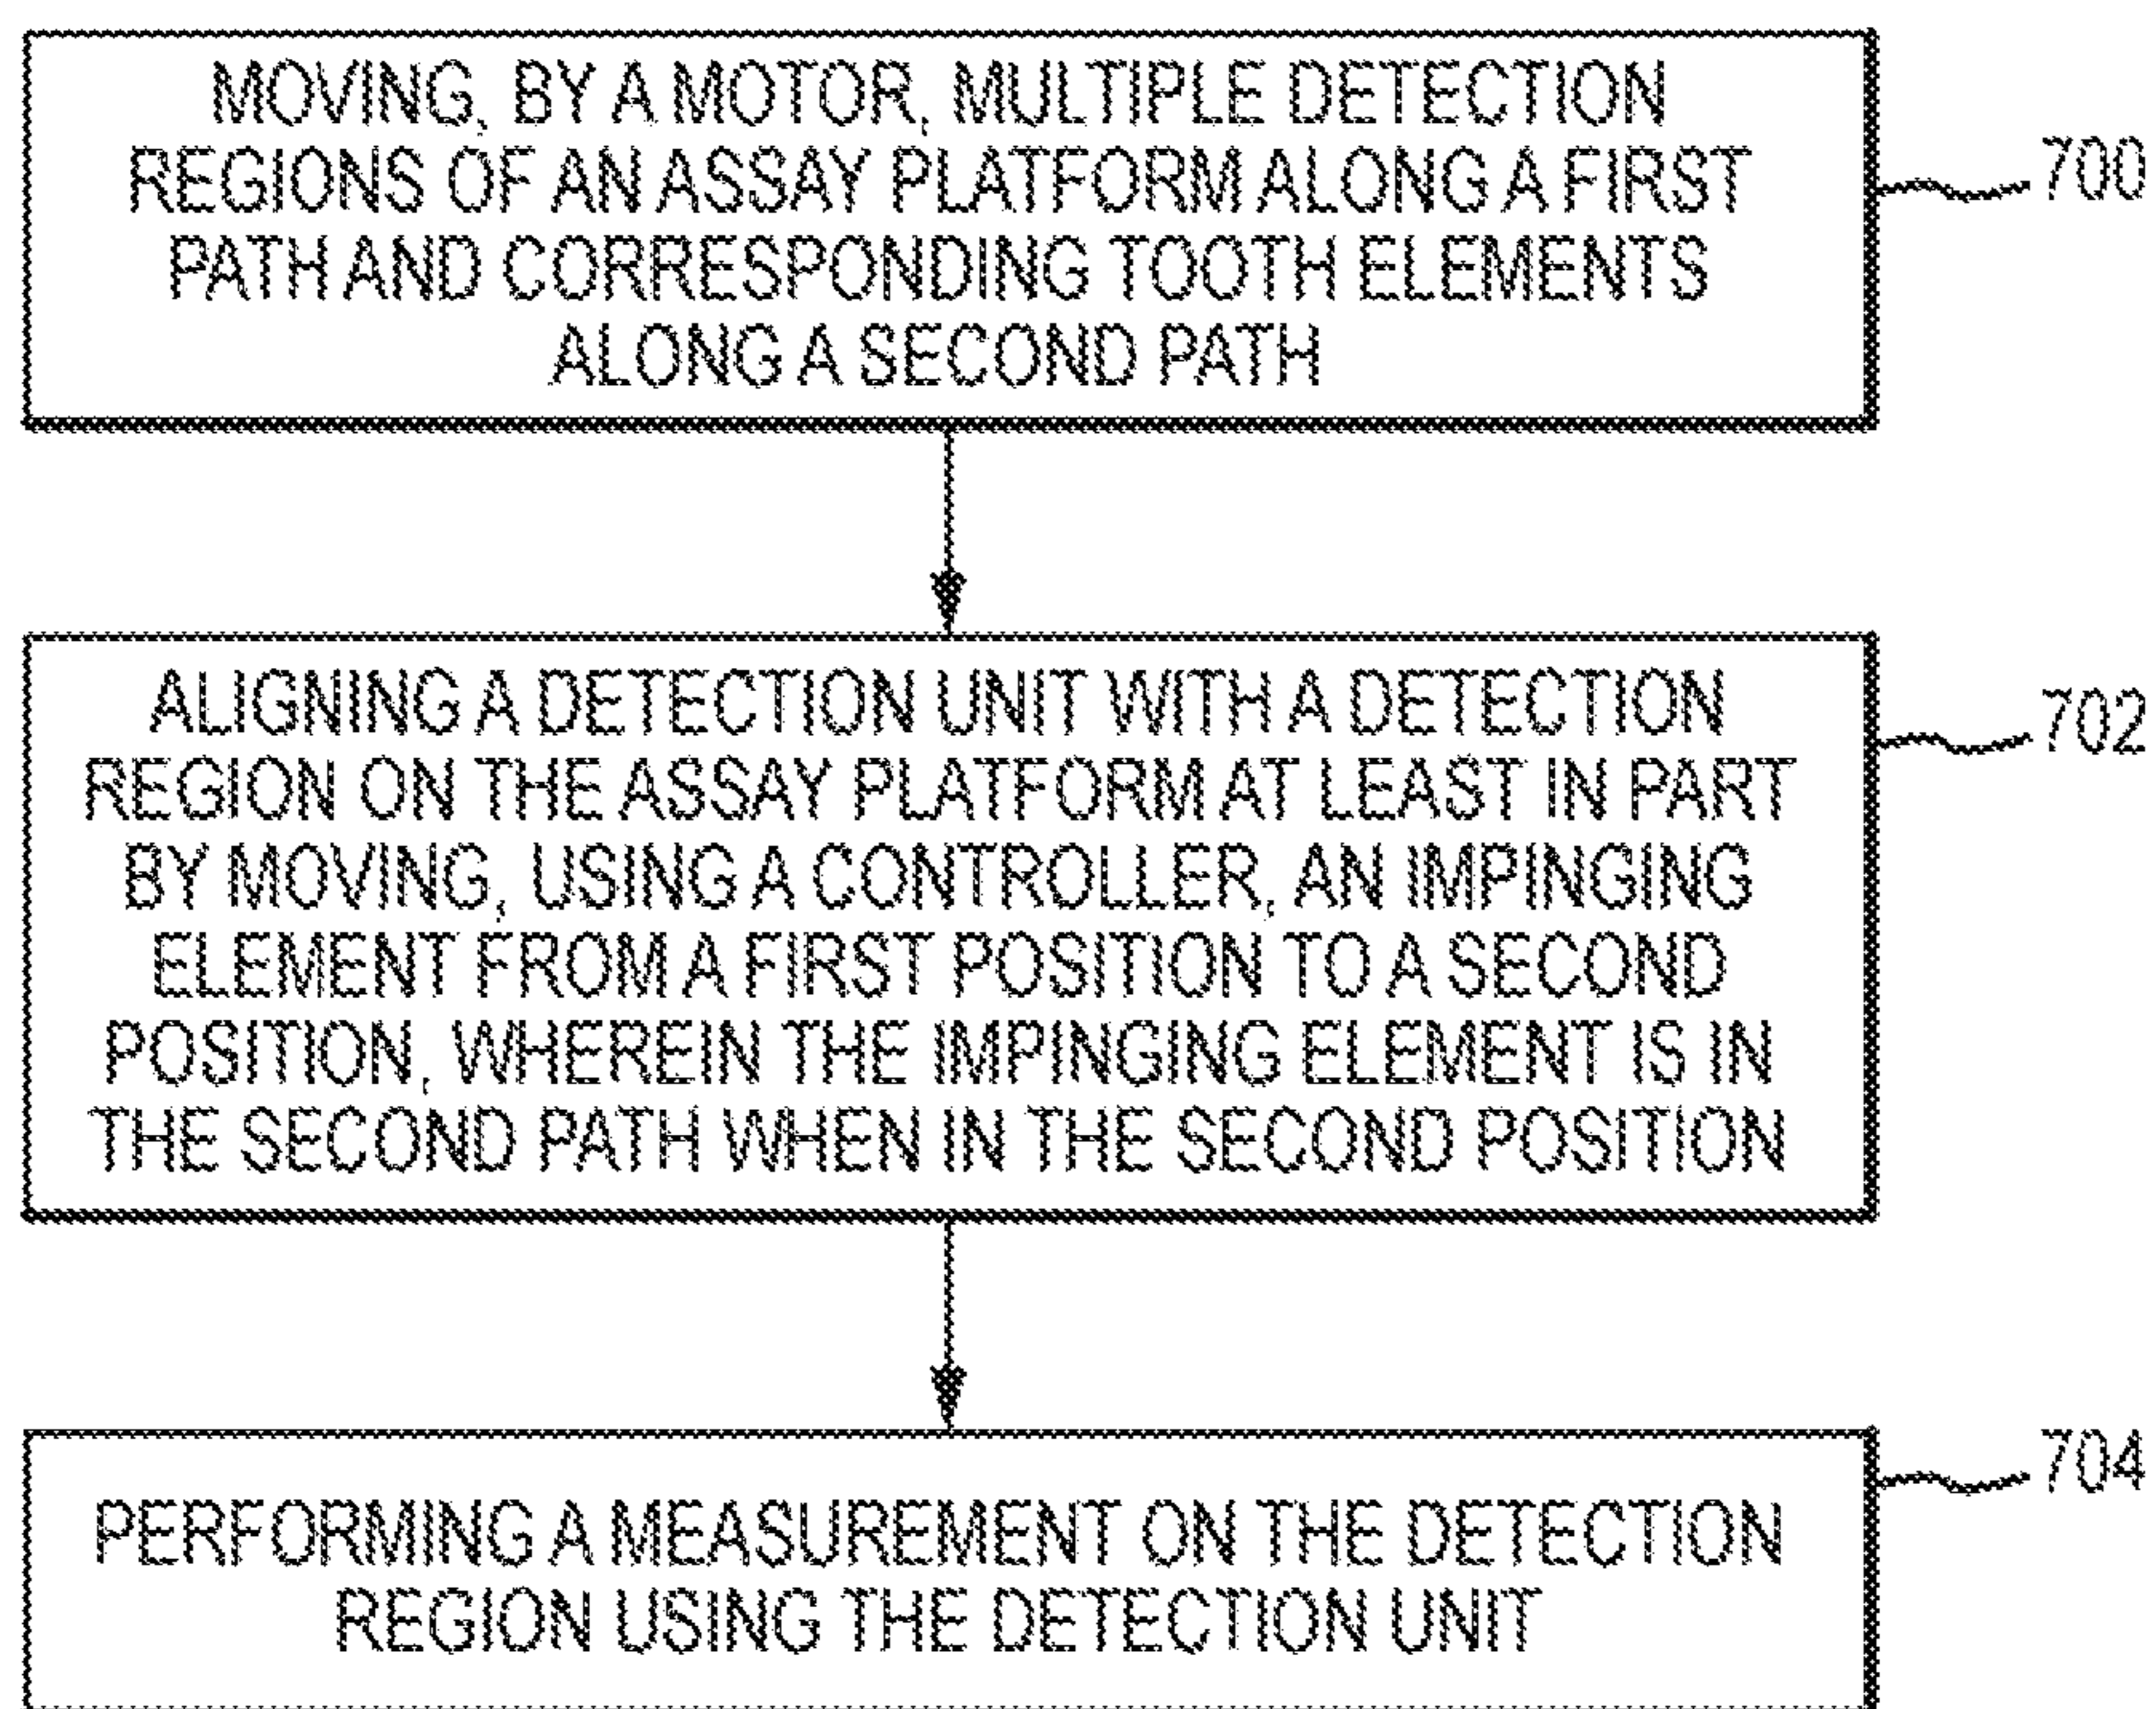 MOVING, BY A MOTOR, MULTIPLE DETECTION
REGIONS OF AN ASSAY PLATFORM ALONG A FIRST
PATH AND CORRESPONDING TOOTH ELEMENTS
ALONG A SECOND PATH
700
ALIGNING A DETECTION UNIT WITH A DETECTION
REGION ON THE ASSAY PLATFORM AT LEAST IN PART
BY MOVING, USING A CONTROLLER, AN IMPINGING
ELEMENT FROM A FIRST POSITION TO A SECOND
POSITION, WHEREIN THE IMPINGING ELEMENT IS IN
THE SECOND PATH WHEN IN THE SECOND POSITION
702
PERFORMING A MEASUREMENT ON THE DETECTION
REGION USING THE DETECTION UNIT
704